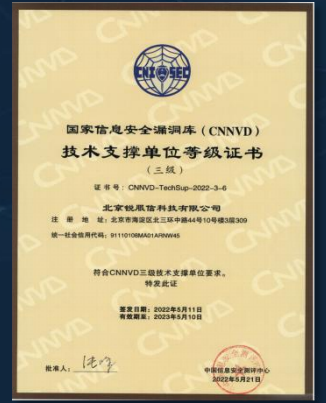 CNITSEC
国家信息安全漏洞库（CNNVD）
技术支撑单位等级证书
（三级）
证书号：CNNVD-TechSup-2022-3-6
北京锐服信科技有限公司
注册地址：北京市海淀区北三环中路44号10号楼3层309
统一社会信用代码：91110108MA01ARNW45
符合CNNVD三级技术支撑单位要求。
特发此证
签发日期：2022年5月11日
有效期至：2023年5月10日
批准人：
中国信息安全测评中心
2022年5月21日